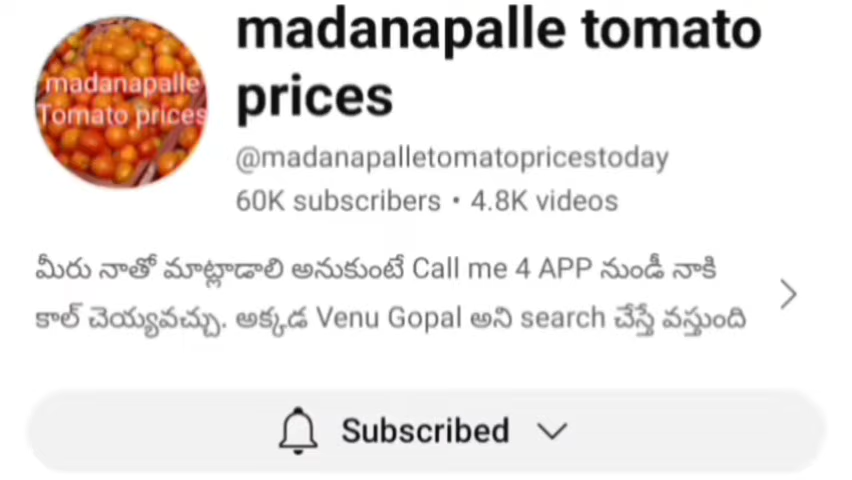 madanapalle
Tomato prices
madanapalle tomato
prices
@madanapalletomatopricestoday
60K subscribers • 4.8K videos
మీరు నాతో మాట్లాడాలి అనుకుంటే Call me 4 APP నుండీ నాకి
కాల్ చెయ్యవచ్చు. అక్కడ Venu Gopal అని search చేస్తే వస్తుంది
Subscribed